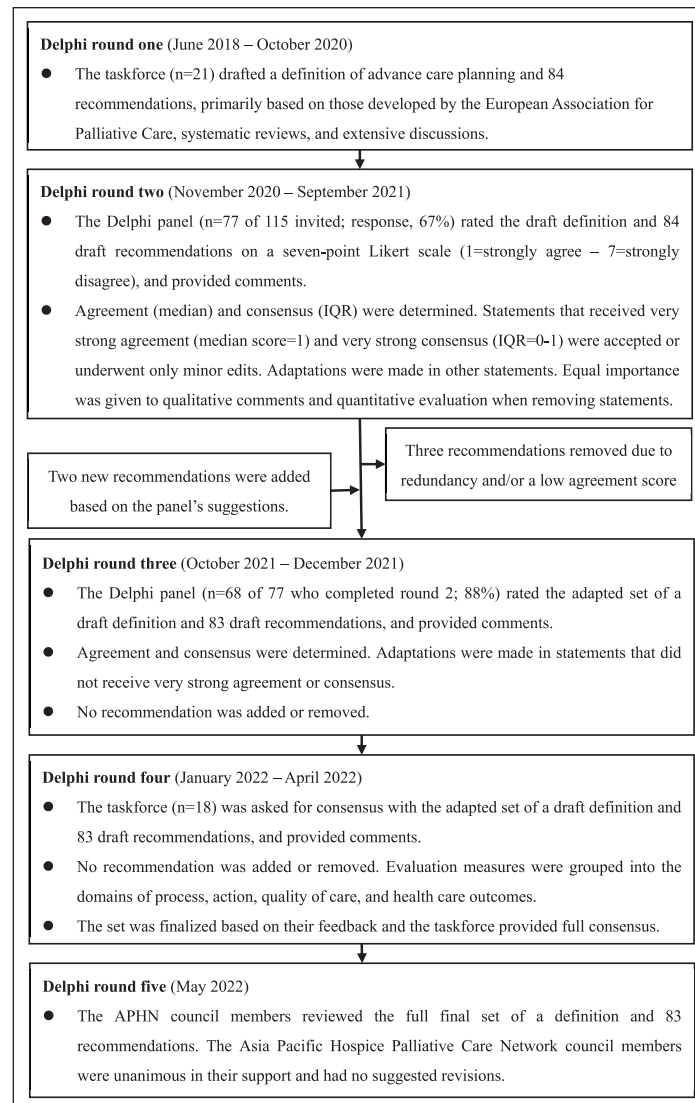 Delphi round one (June 2018 – October 2020)
● The taskforce (n=21) drafted a definition of advance care planning and 84
recommendations, primarily based on those developed by the European Association for
Palliative Care, systematic reviews, and extensive discussions.
Delphi round two (November 2020 – September 2021)
● The Delphi panel (n=77 of 115 invited; response, 67%) rated the draft definition and 84
draft recommendations on a seven-point Likert scale (1=strongly agree – 7=strongly
disagree), and provided comments.
● Agreement (median) and consensus (IQR) were determined. Statements that received very
strong agreement (median score=1) and very strong consensus (IQR=0-1) were accepted or
underwent only minor edits. Adaptations were made in other statements. Equal importance
was given to qualitative comments and quantitative evaluation when removing statements.
Three recommendations removed due to
redundancy and/or a low agreement score
Two new recommendations were added
based on the panel's suggestions.
Delphi round three (October 2021 – December 2021)
● The Delphi panel (n=68 of 77 who completed round 2; 88%) rated the adapted set of a
draft definition and 83 draft recommendations, and provided comments.
● Agreement and consensus were determined. Adaptations were made in statements that did
not receive very strong agreement or consensus.
● No recommendation was added or removed.
Delphi round four (January 2022 – April 2022)
● The taskforce (n=18) was asked for consensus with the adapted set of a draft definition and
83 draft recommendations, and provided comments.
● No recommendation was added or removed. Evaluation measures were grouped into the
domains of process, action, quality of care, and health care outcomes.
● The set was finalized based on their feedback and the taskforce provided full consensus.
Delphi round five (May 2022)
● The APHN council members reviewed the full final set of a definition and 83
recommendations. The Asia Pacific Hospice Palliative Care Network council members
were unanimous in their support and had no suggested revisions.